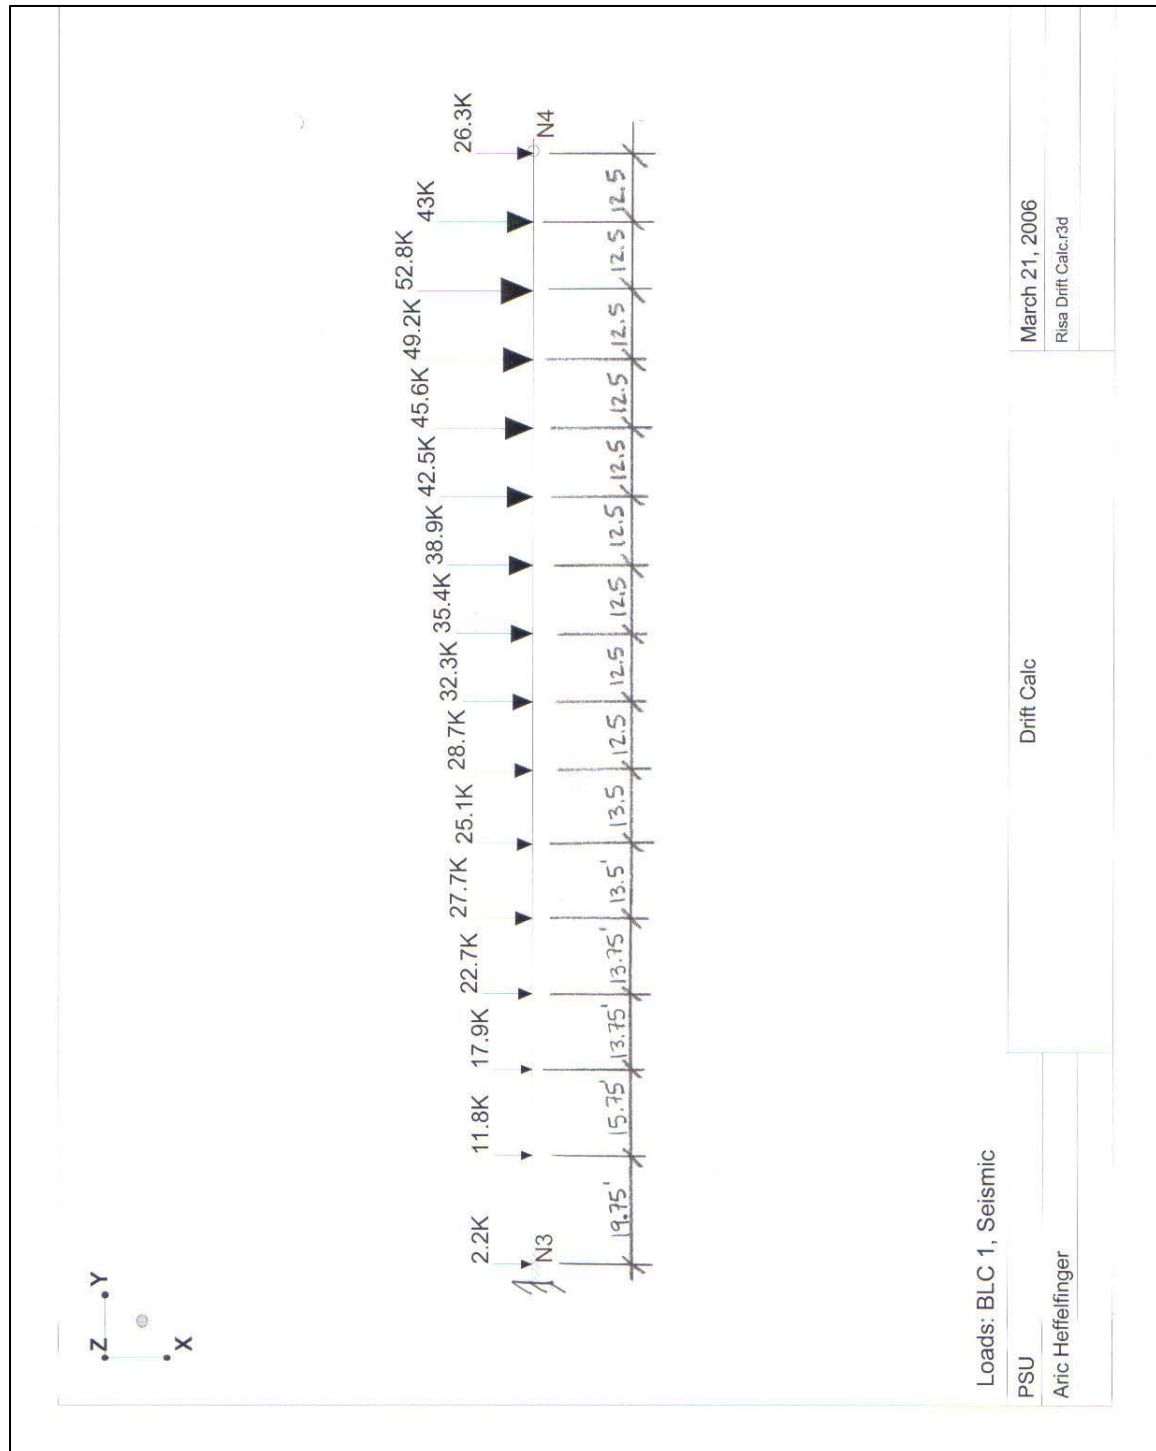 Z Y
X
2.2K 11.8K 17.9K 22.7K 27.7K 25.1K 28.7K 32.3K 35.4K 38.9K 42.5K 45.6K 49.2K 52.8K 43K 26.3K
N3 N4
19.75' 15.75' 13.75' 13.75' 13.5' 13.5 12.5 12.5 12.5 12.5 12.5 12.5 12.5 12.5 12.5
Loads: BLC 1, Seismic
PSU
Aric Heffelfinger
Drift Calc
March 21, 2006
Risa Drift Calc.r3d